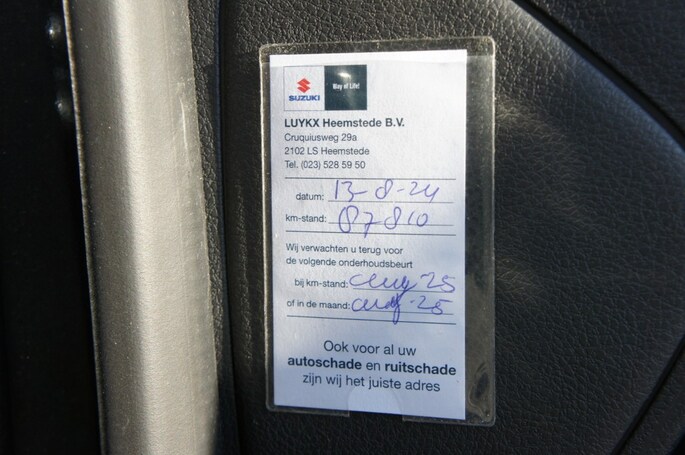 SUZUKI
Way of Life!
LUYKX Heemstede B.V.
Cruquiusweg 29a
2102 LS Heemstede
Tel. (023) 528 59 50
datum: 13-8-24
km-stand: 87810
Wij verwachten u terug voor
de volgende onderhoudsbeurt
bij km-stand: aug 25
of in de maand: aug-25
Ook voor al uw
autoschade en ruitschade
zijn wij het juiste adres